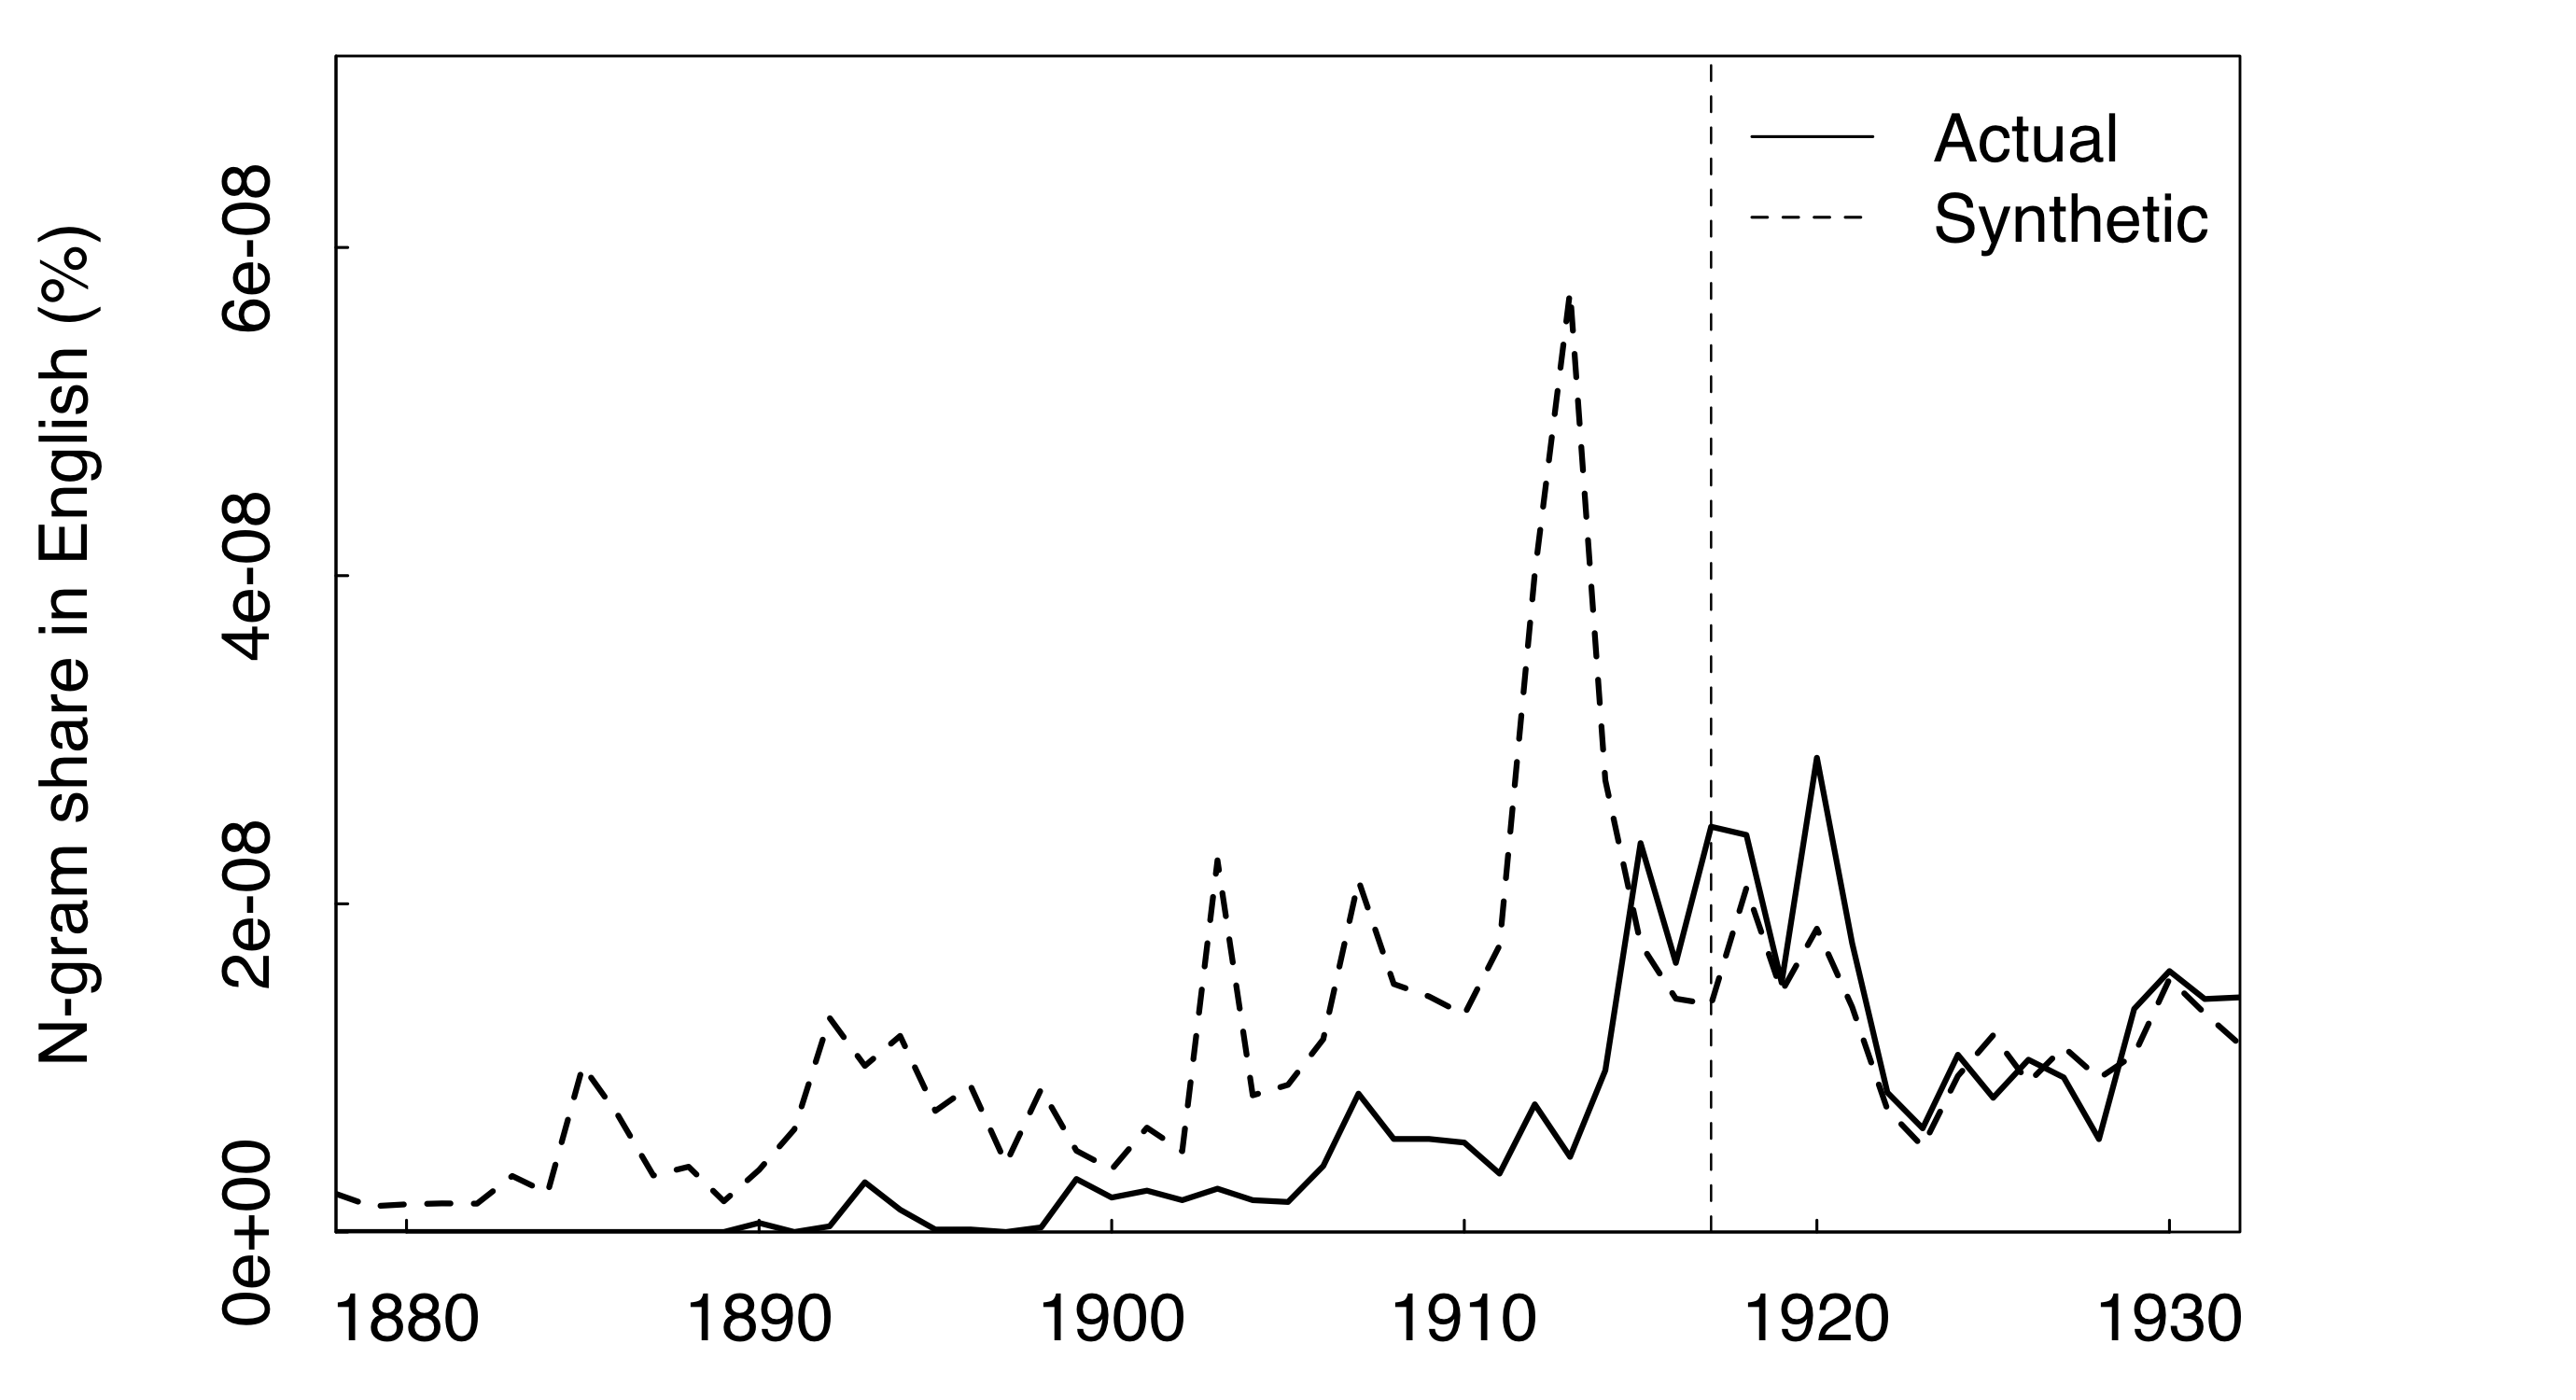 N-gram share in English (%)
6e-08
4e-08
2e-08
0e+00
Actual
Synthetic
1880 1890 1900 1910 1920 1930